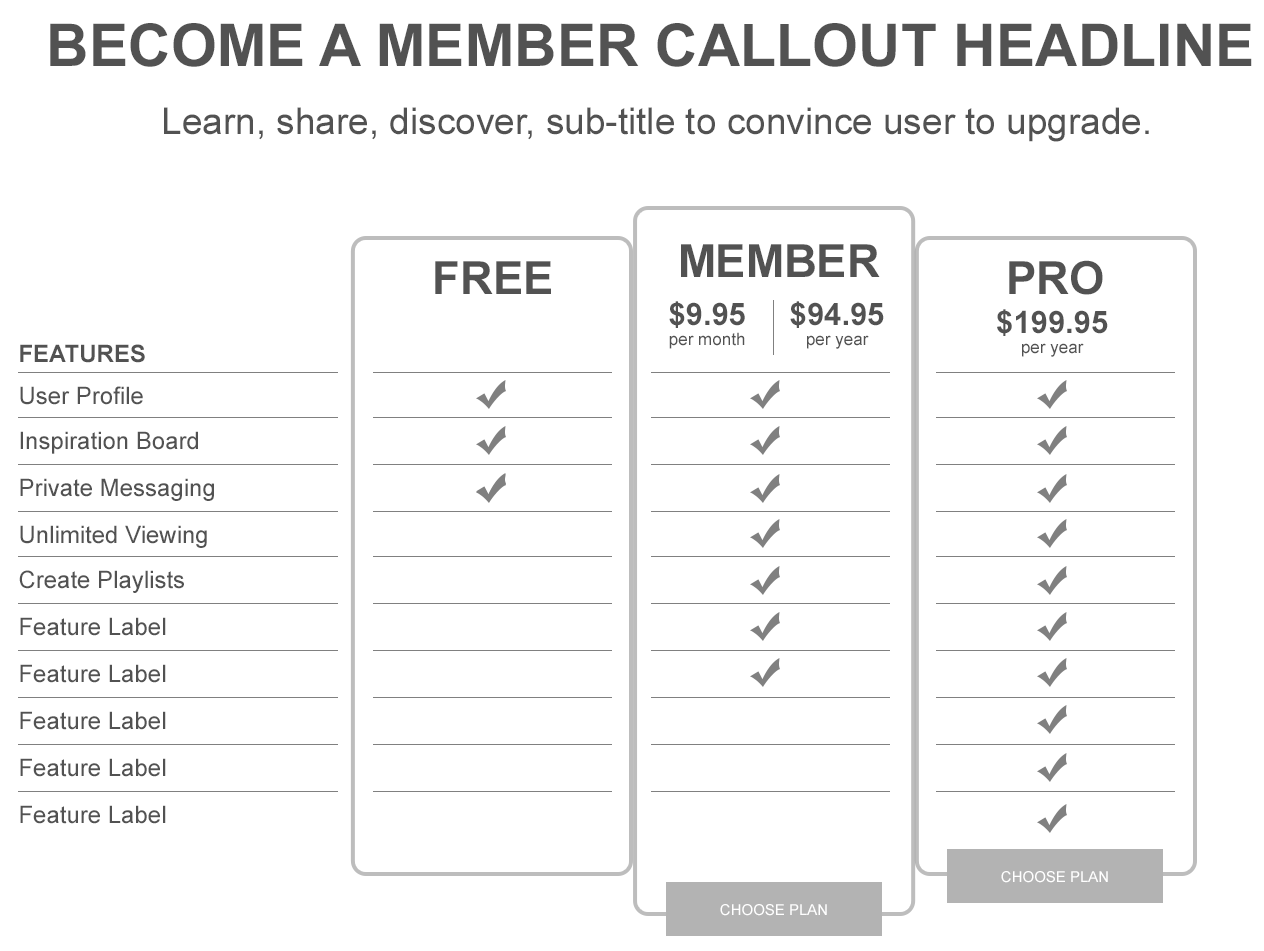 BECOME A MEMBER CALLOUT HEADLINE
Learn, share, discover, sub-title to convince user to upgrade.
FREE
MEMBER
$9.95
per month
$94.95
per year
PRO
$199.95
per year
FEATURES
User Profile
Inspiration Board
Private Messaging
Unlimited Viewing
Create Playlists
Feature Label
Feature Label
Feature Label
Feature Label
Feature Label
CHOOSE PLAN
CHOOSE PLAN